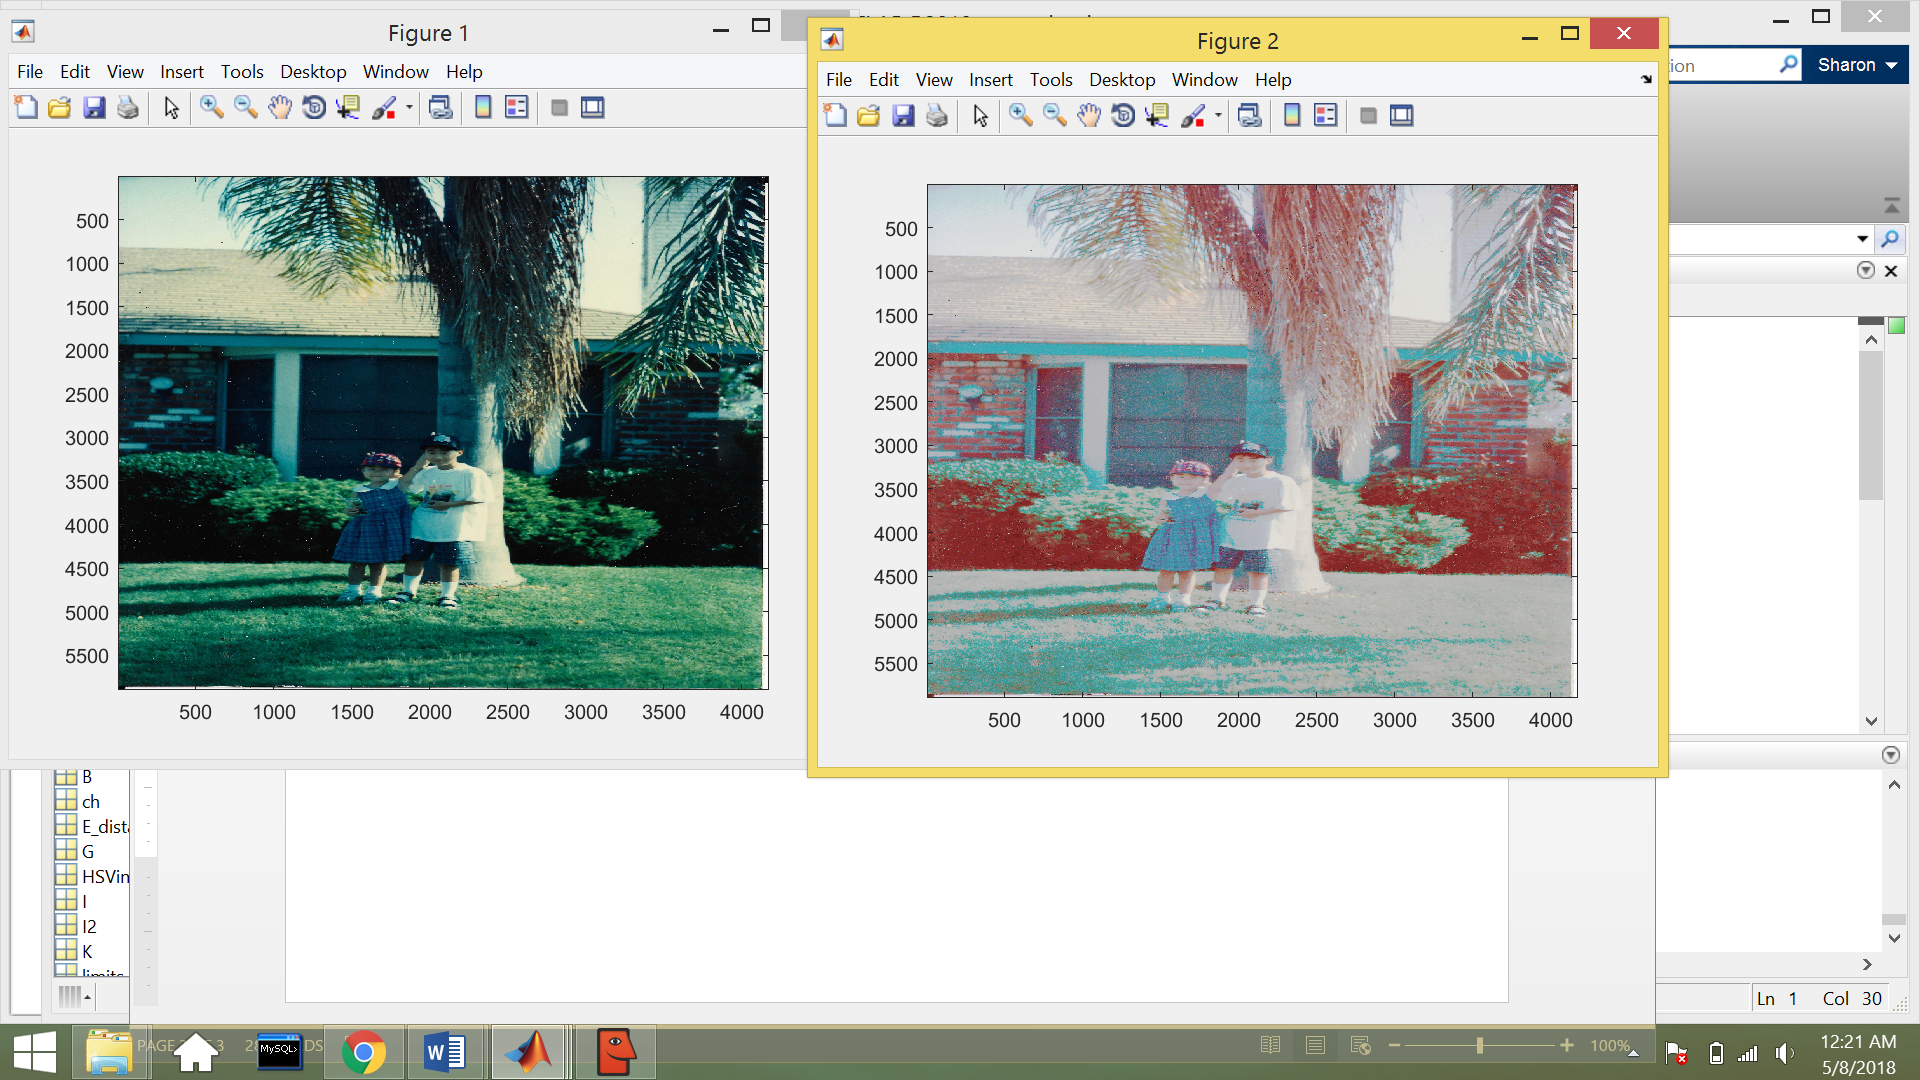 Figure 1
File Edit View Insert Tools Desktop Window Help
500
1000
1500
2000
2500
3000
3500
4000
4500
5000
5500
500 1000 1500 2000 2500 3000 3500 4000
Figure 2
File Edit View Insert Tools Desktop Window Help
500
1000
1500
2000
2500
3000
3500
4000
4500
5000
5500
500 1000 1500 2000 2500 3000 3500 4000
Sharon
B
ch
G
I
I2
K
Ln 1 Col 30
MySQL>
100%
12:21 AM
5/8/2018